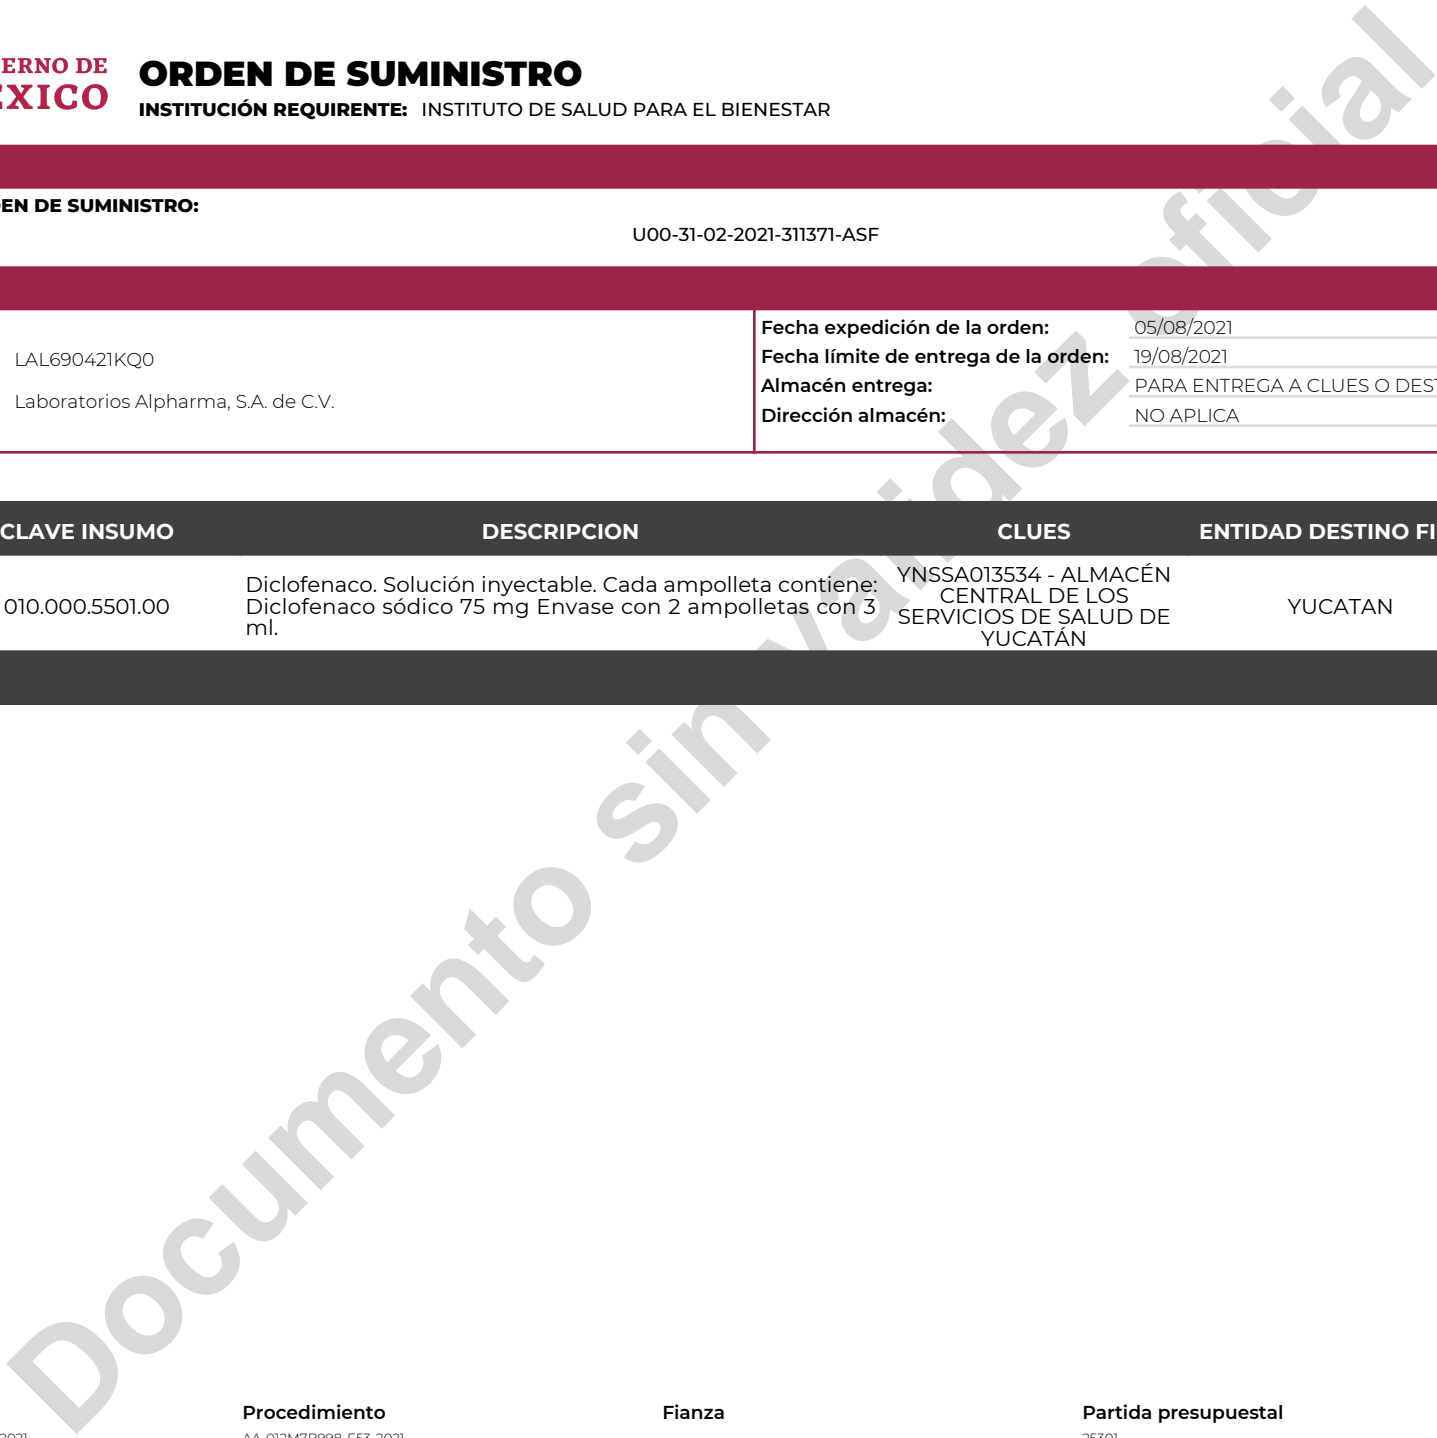 ERNO DE
ÉXICO
ORDEN DE SUMINISTRO
INSTITUCIÓN REQUIRENTE: INSTITUTO DE SALUD PARA EL BIENESTAR
EN DE SUMINISTRO:
U00-31-02-2021-311371-ASF
LAL690421KQ0
Laboratorios Alpharma, S.A. de C.V.
Fecha expedición de la orden: 05/08/2021
Fecha límite de entrega de la orden: 19/08/2021
Almacén entrega: PARA ENTREGA A CLUES O DEST
Dirección almacén: NO APLICA
CLAVE INSUMO DESCRIPCION CLUES ENTIDAD DESTINO FI
010.000.5501.00
Diclofenaco. Solución inyectable. Cada ampolleta contiene:
Diclofenaco sódico 75 mg Envase con 2 ampolletas con 3
ml.
YNSSA013534 - ALMACÉN
CENTRAL DE LOS
SERVICIOS DE SALUD DE
YUCATÁN
YUCATAN
Documento sin validez oficial
Procedimiento Fianza Partida presupuestal